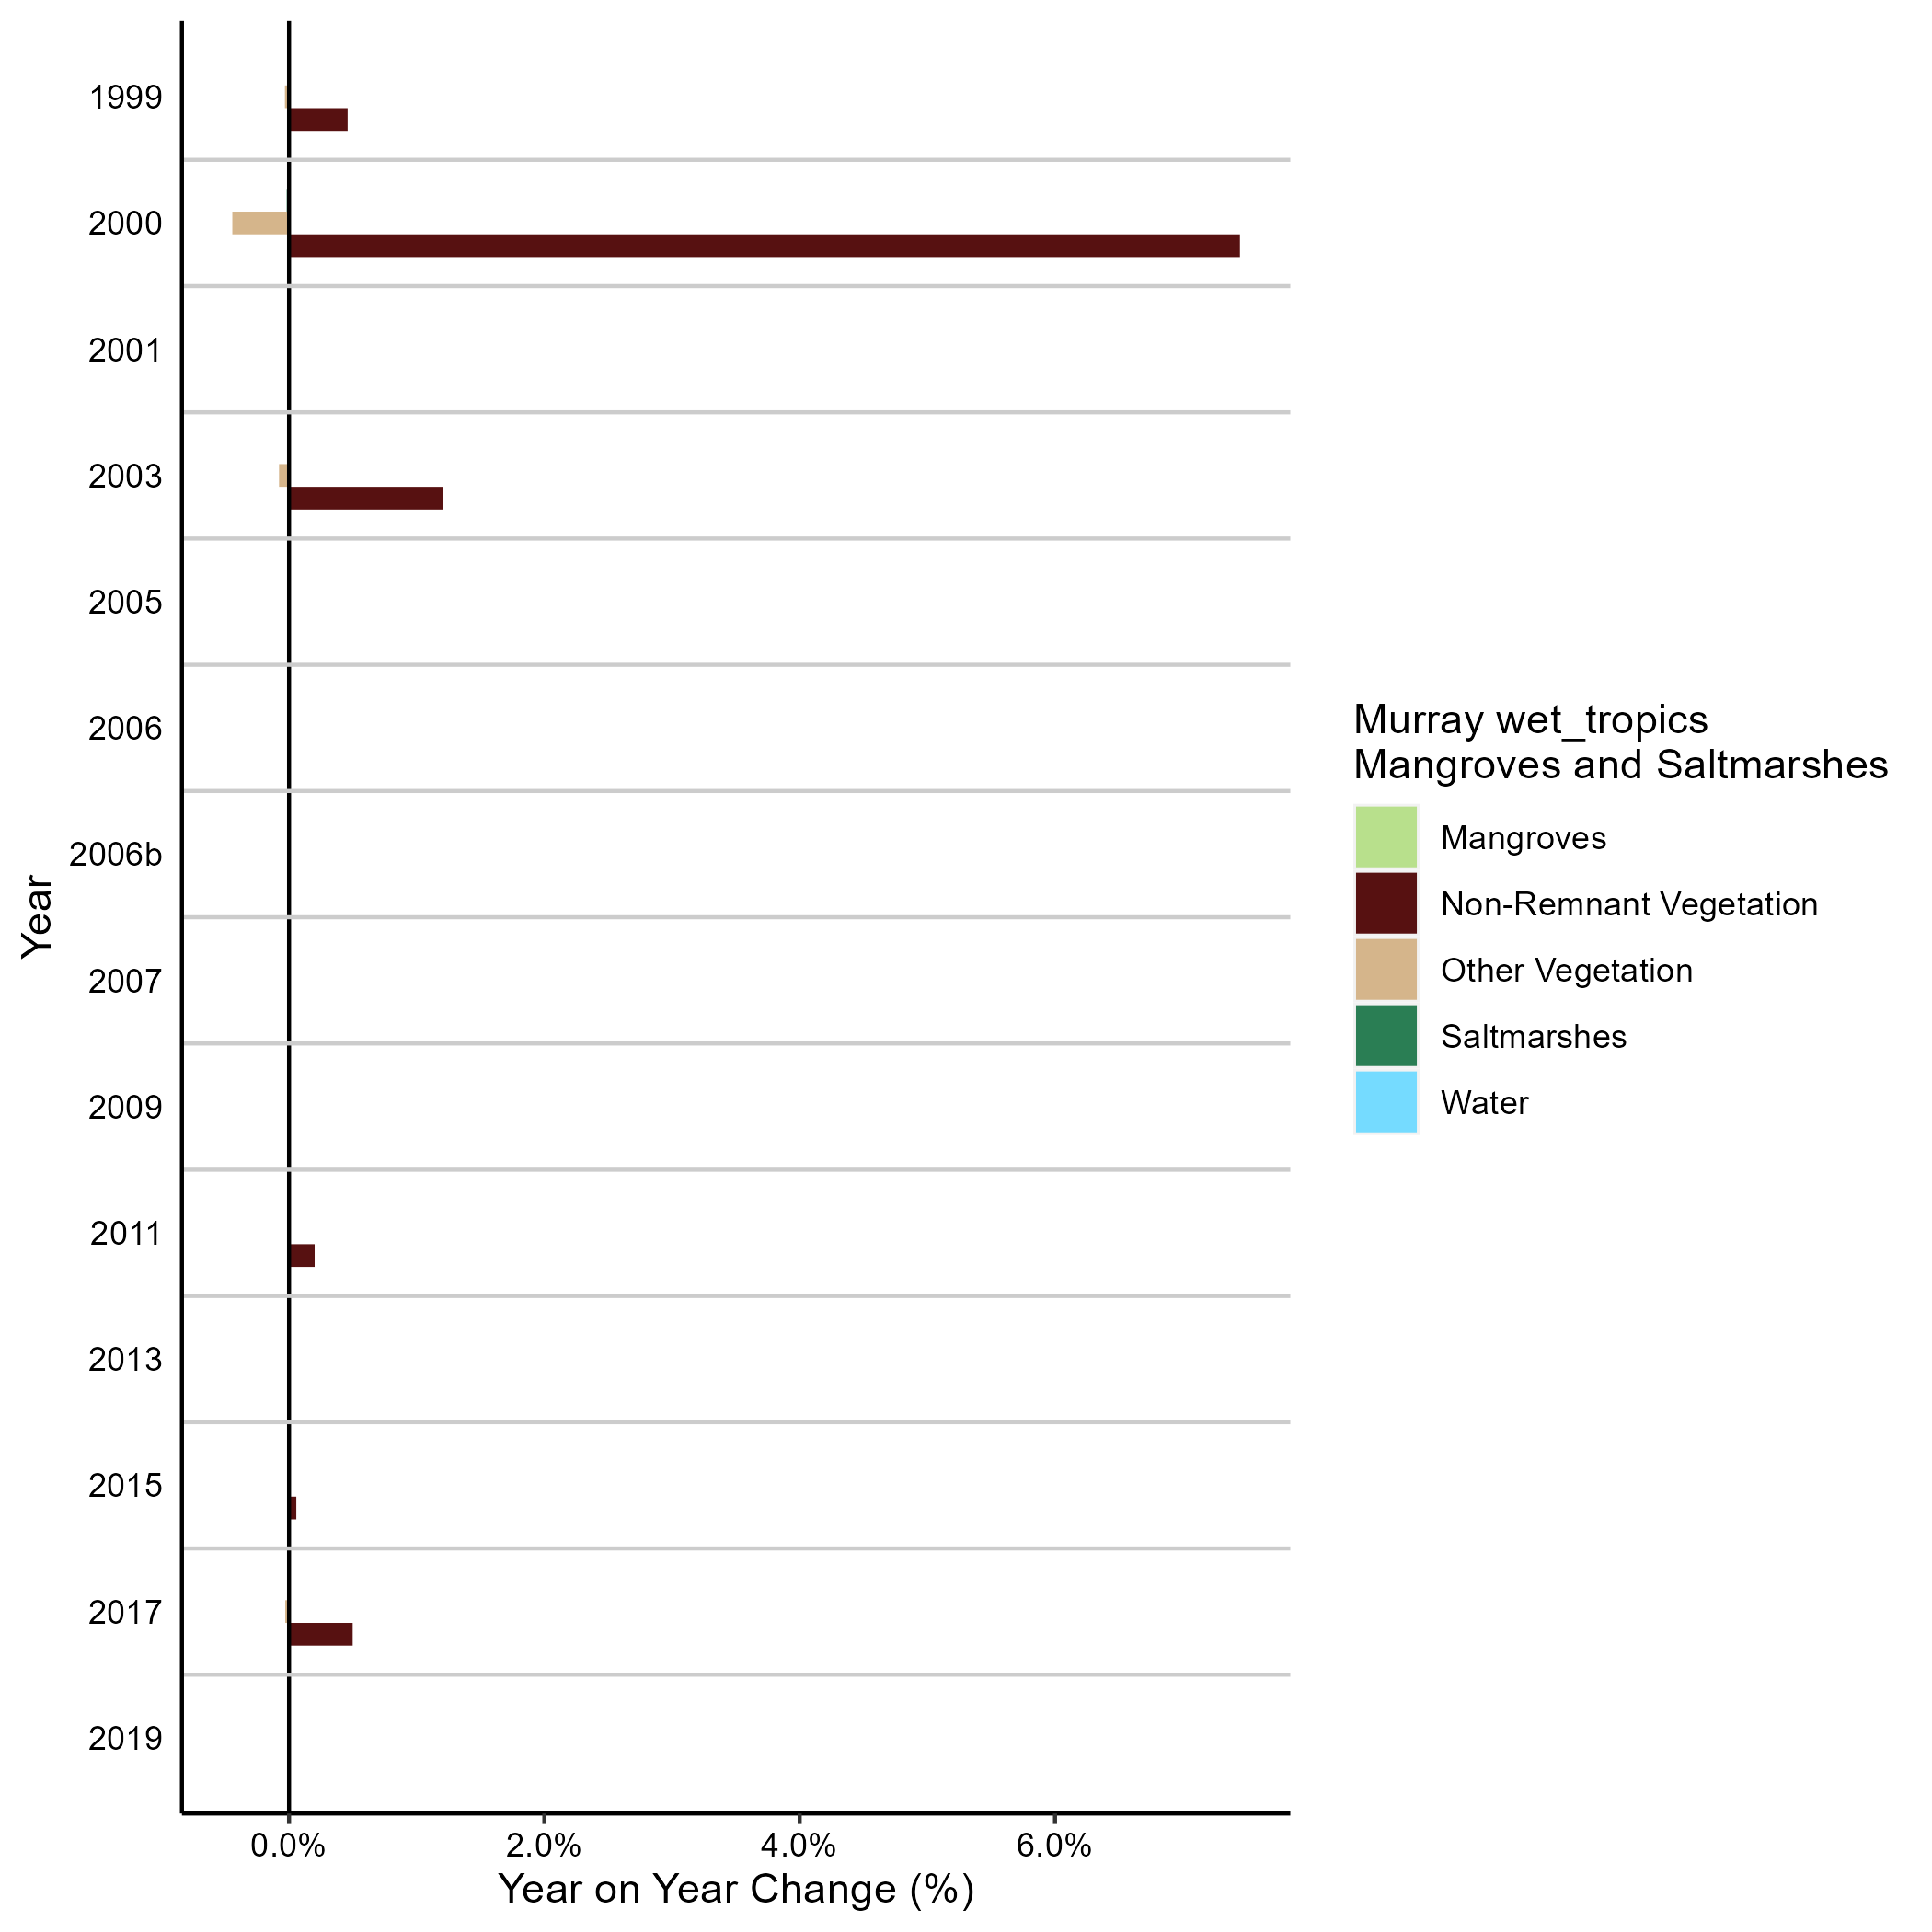 1999
2000
2001
2003
2005
2006
2006b
2007
2009
2011
2013
2015
2017
2019
Year
0.0%
2.0%
4.0%
6.0%
Year on Year Change (%)
Murray wet_tropics
Mangroves and Saltmarshes
Mangroves
Non-Remnant Vegetation
Other Vegetation
Saltmarshes
Water